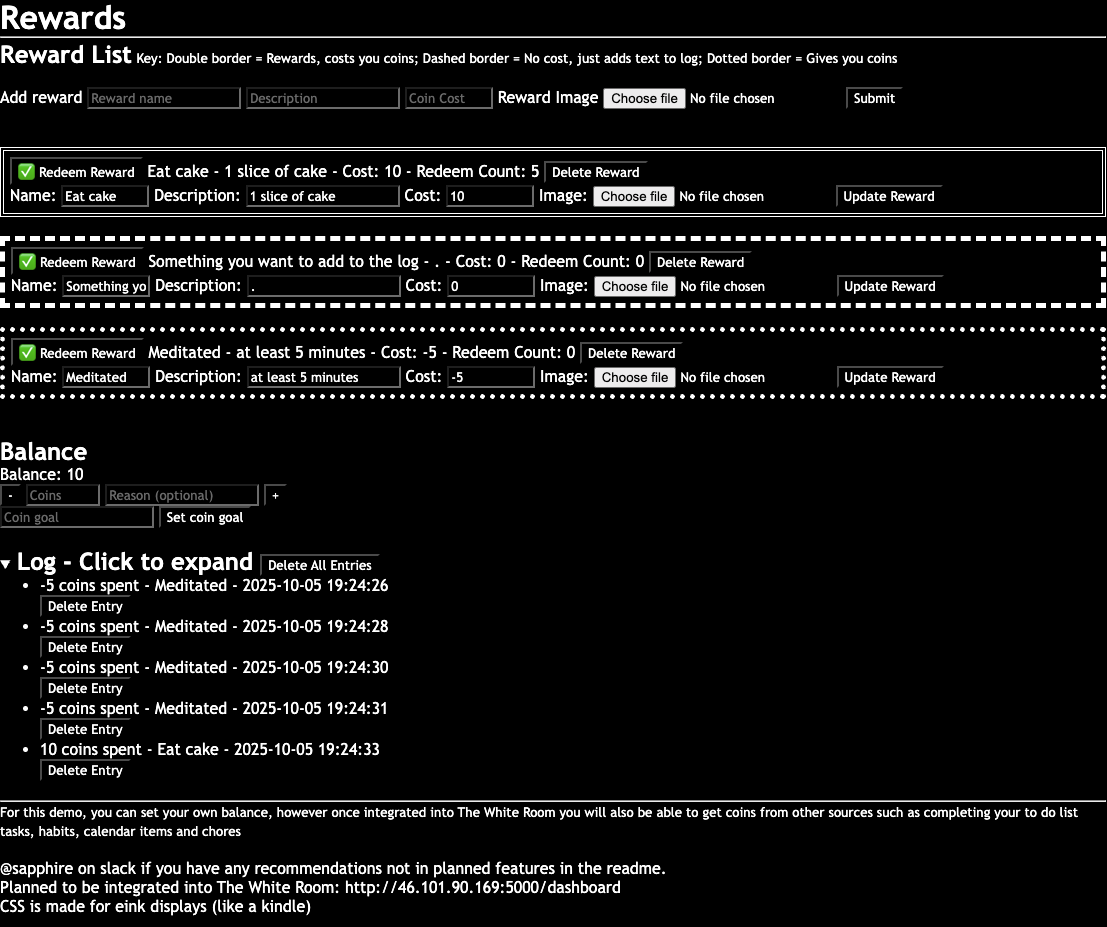 Rewards
Reward List Key: Double border = Rewards, costs you coins; Dashed border = No cost, just adds text to log; Dotted border = Gives you coins
Add reward Reward name Description Coin Cost Reward Image Choose file No file chosen Submit
✅ Redeem Reward Eat cake - 1 slice of cake - Cost: 10 - Redeem Count: 5 Delete Reward
Name: Eat cake Description: 1 slice of cake Cost: 10 Image: Choose file No file chosen Update Reward
✅ Redeem Reward Something you want to add to the log - . - Cost: 0 - Redeem Count: 0 Delete Reward
Name: Something yo Description: . Cost: 0 Image: Choose file No file chosen Update Reward
✅ Redeem Reward Meditated - at least 5 minutes - Cost: -5 - Redeem Count: 0 Delete Reward
Name: Meditated Description: at least 5 minutes Cost: -5 Image: Choose file No file chosen Update Reward
Balance
Balance: 10
- Coins Reason (optional) +
Coin goal Set coin goal
▾ Log - Click to expand Delete All Entries
• -5 coins spent - Meditated - 2025-10-05 19:24:26
Delete Entry
• -5 coins spent - Meditated - 2025-10-05 19:24:28
Delete Entry
• -5 coins spent - Meditated - 2025-10-05 19:24:30
Delete Entry
• -5 coins spent - Meditated - 2025-10-05 19:24:31
Delete Entry
• 10 coins spent - Eat cake - 2025-10-05 19:24:33
Delete Entry
For this demo, you can set your own balance, however once integrated into The White Room you will also be able to get coins from other sources such as completing your to do list
tasks, habits, calendar items and chores
@sapphire on slack if you have any recommendations not in planned features in the readme.
Planned to be integrated into The White Room: http://46.101.90.169:5000/dashboard
CSS is made for eink displays (like a kindle)